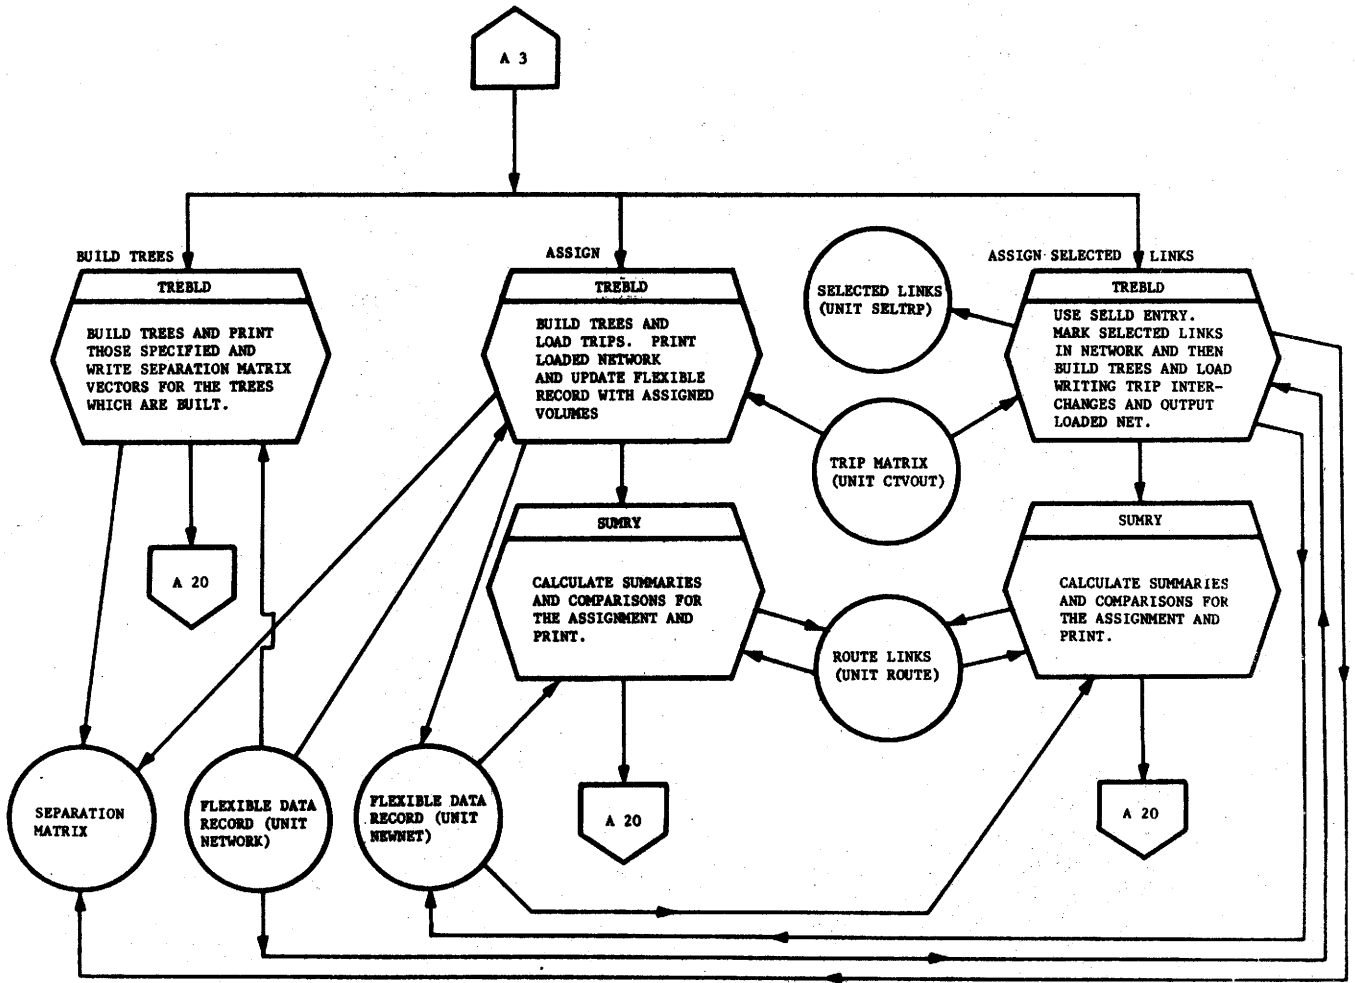 A 3
BUILD TREES
TREBLD
BUILD TREES AND PRINT
THOSE SPECIFIED AND
WRITE SEPARATION MATRIX
VECTORS FOR THE TREES
WHICH ARE BUILT.
A 20
ASSIGN
TREBLD
BUILD TREES AND
LOAD TRIPS. PRINT
LOADED NETWORK
AND UPDATE FLEXIBLE
RECORD WITH ASSIGNED
VOLUMES
SUMRY
CALCULATE SUMMARIES
AND COMPARISONS FOR
THE ASSIGNMENT AND
PRINT.
A 20
SELECTED LINKS
(UNIT SELTRP)
TRIP MATRIX
(UNIT CTVOUT)
ROUTE LINKS
(UNIT ROUTE)
ASSIGN SELECTED LINKS
TREBLD
USE SELLD ENTRY.
MARK SELECTED LINKS
IN NETWORK AND THEN
BUILD TREES AND LOAD
WRITING TRIP INTER-
CHANGES AND OUTPUT
LOADED NET.
SUMRY
CALCULATE SUMMARIES
AND COMPARISONS FOR
THE ASSIGNMENT AND
PRINT.
A 20
SEPARATION
MATRIX
FLEXIBLE DATA
RECORD (UNIT
NETWORK)
FLEXIBLE DATA
RECORD (UNIT
NEWNET)